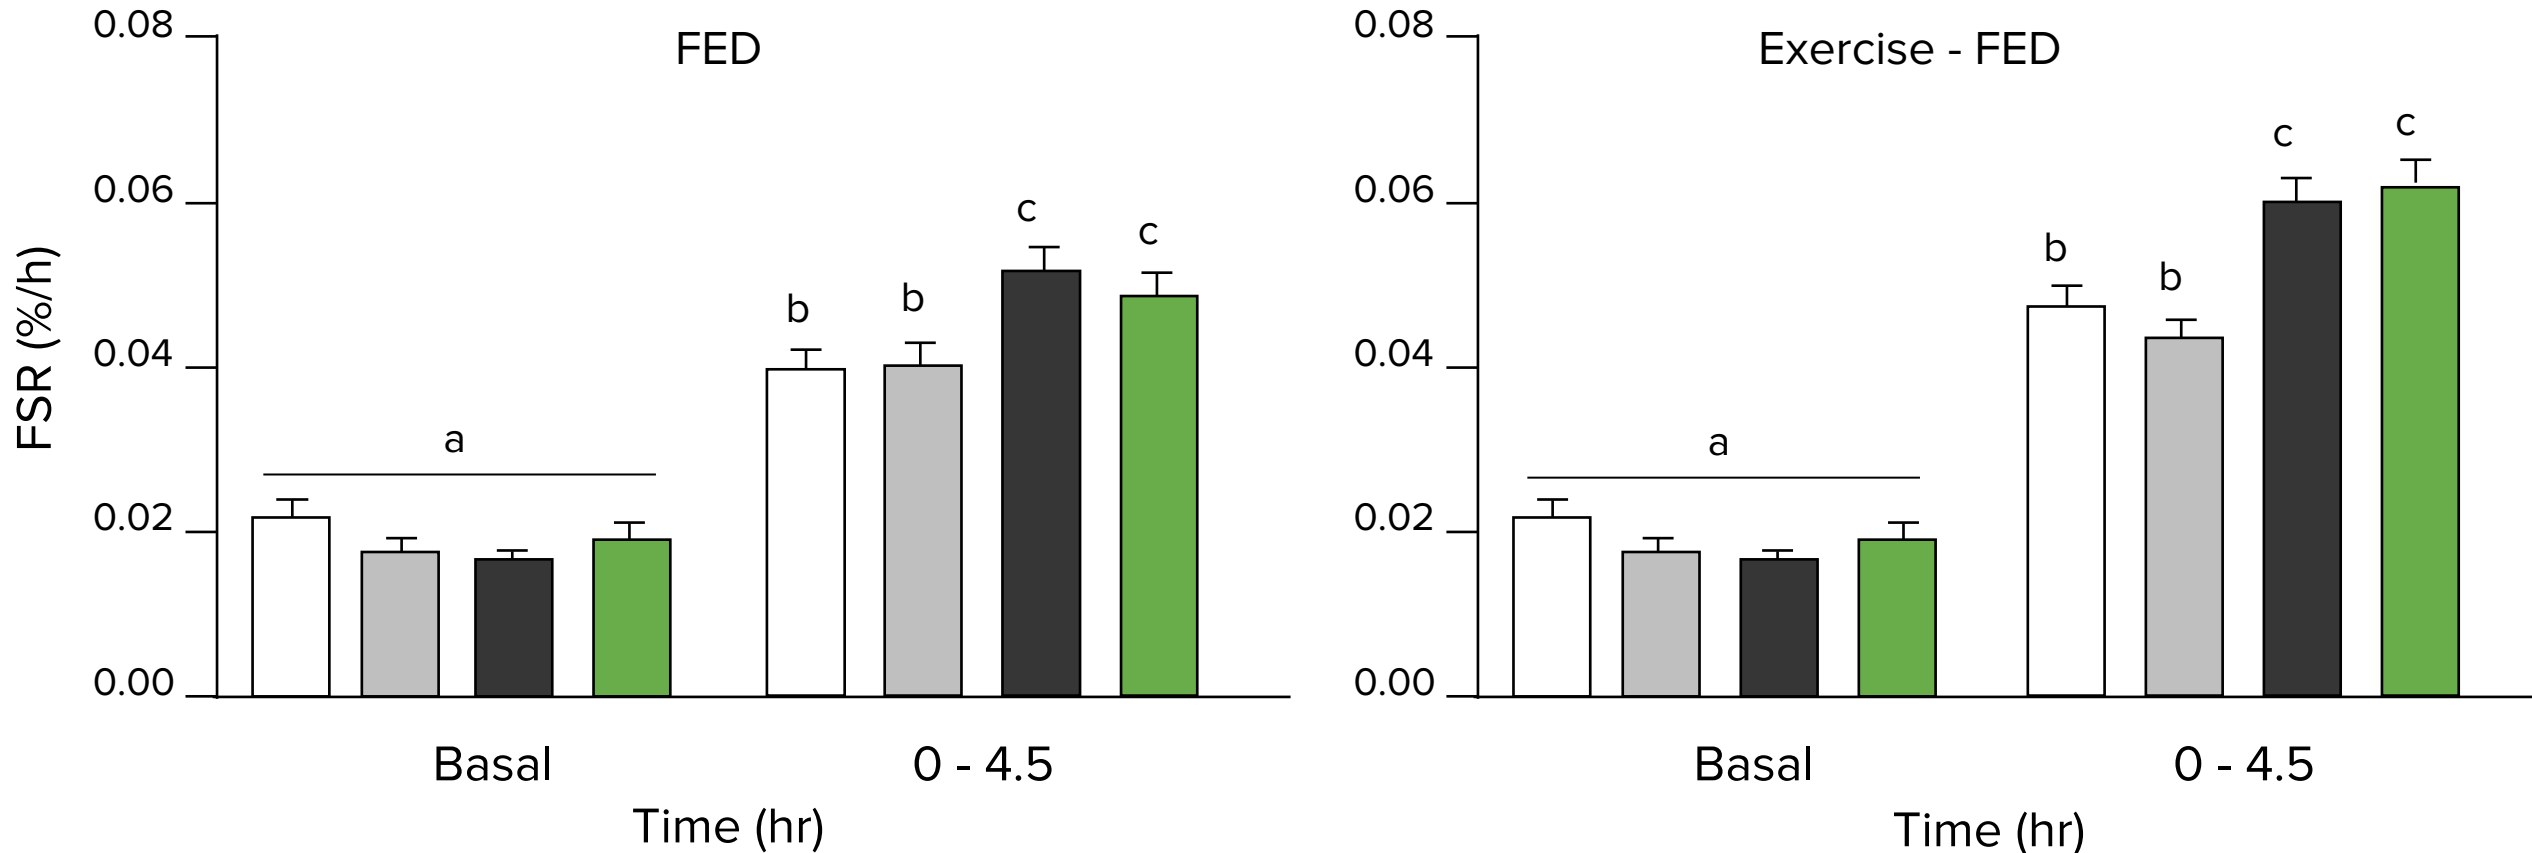 FED
FSR (%/h)
0.08
0.06
0.04
0.02
0.00
a
b
b
c
c
Basal
0 - 4.5
Time (hr)
Exercise - FED
0.08
0.06
0.04
0.02
0.00
a
b
b
c
c
Basal
0 - 4.5
Time (hr)